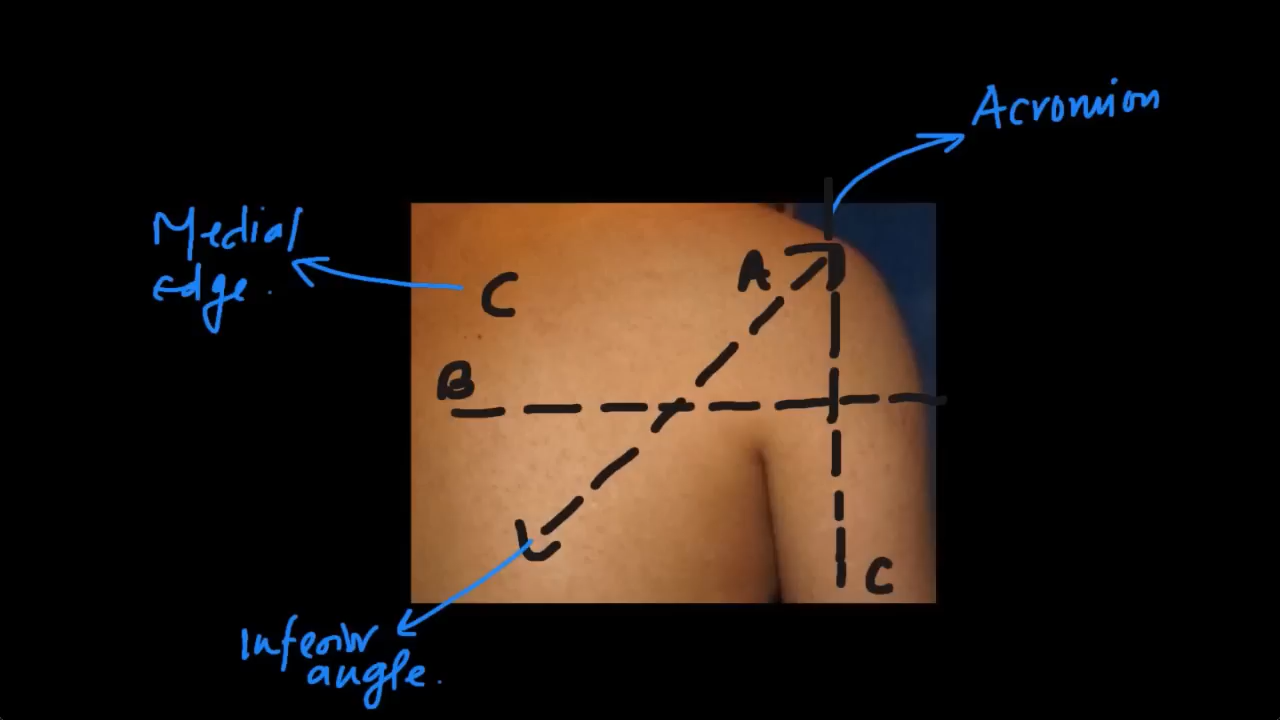 Acromion
Medial
edge.
A
C
B
C
Inferior
angle.